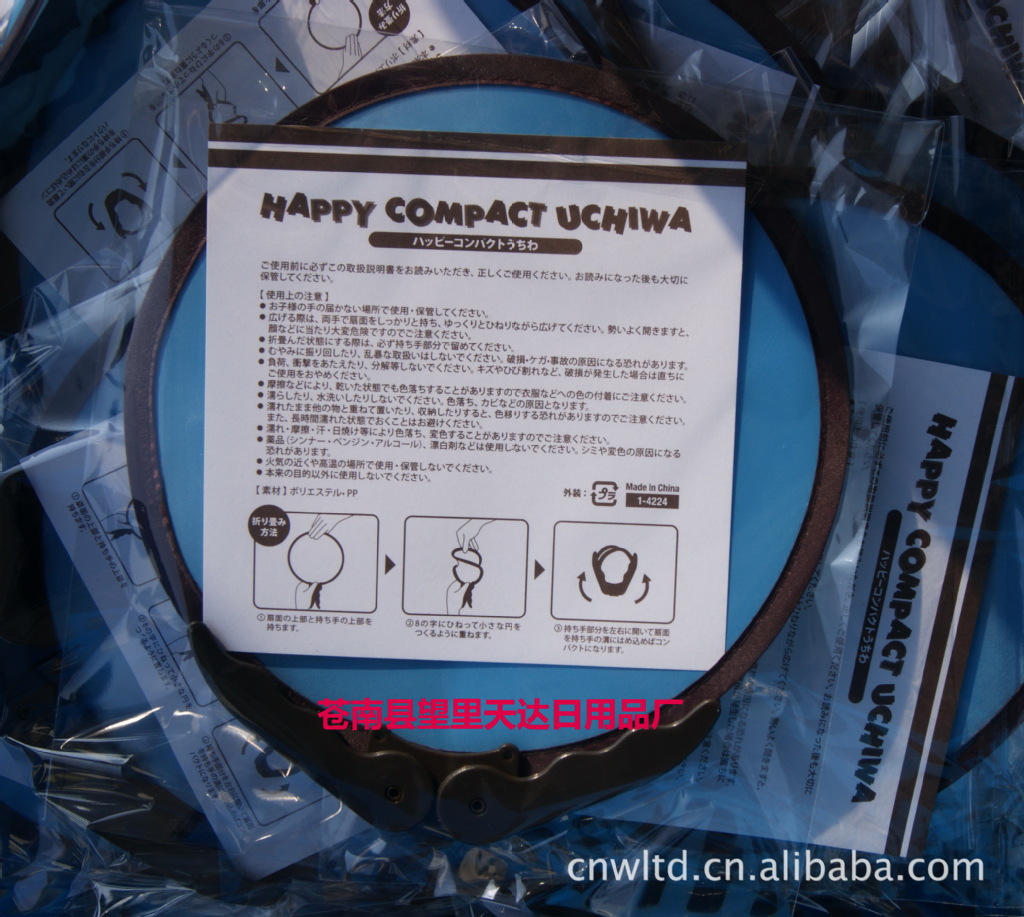 HAPPY COMPACT UCHIWA
ハッピーコンパクトうちわ
ご使用前に必ずこの取扱説明書をお読みいただき、正しくご使用ください。お読みになった後も大切に
保管してください。
【使用上の注意】
● お子様の手の届かない場所で使用・保管してください。
● 広げる際は、両手で扇面をしっかりと持ち、ゆっくりとひねりながら広げてください。勢いよく開きますと、
顔などに当たり大変危険ですのでご注意ください。
● 折畳んだ状態にする際は、必ず持ち手部分で留めてください。
● むやみに振り回したり、乱暴な取扱いはしないでください。破損・ケガ・事故の原因になる恐れがあります。
● 負荷、衝撃をあたえたり、分解等しないでください。キズやひび割れなど、破損が発生した場合は直ちに
ご使用をおやめください。
● 摩擦などにより、乾いた状態でも色落ちすることがありますので衣服などへの色の付着にご注意ください。
● 濡らしたり、水洗いしたりしないでください。色落ち、カビなどの原因となります。
● 濡れたまま他の物と重ねて置いたり、収納したりすると、色移りする恐れがありますのでご注意ください。
また、長時間濡れた状態でおくことはお避けください。
● 濡れ・摩擦・汗・日焼け等により色落ち、変色することがありますのでご注意ください。
● 薬品(シンナー・ベンジン・アルコール)、漂白剤などは使用しないでください。シミや変色の原因になる
恐れがあります。
● 火気の近くや高温の場所で使用・保管しないでください。
● 本来の目的以外に使用しないでください。
【素材】ポリエステル・PP
外装: プラ Made in China
1-4224
折り畳み
方法
①扇面の上部と持ち手の上部を
持ちます。
②8の字にひねって小さな円を
つくるように重ねます。
③持ち手部分を左右に開いて扇面
を持ち手の溝にはめ込めばコン
パクトになります。
苍南县望里天达日用品厂
HAPPY COMPACT UCHIWA
ハッピーコンパクトうちわ
cnwltd.cn.alibaba.com